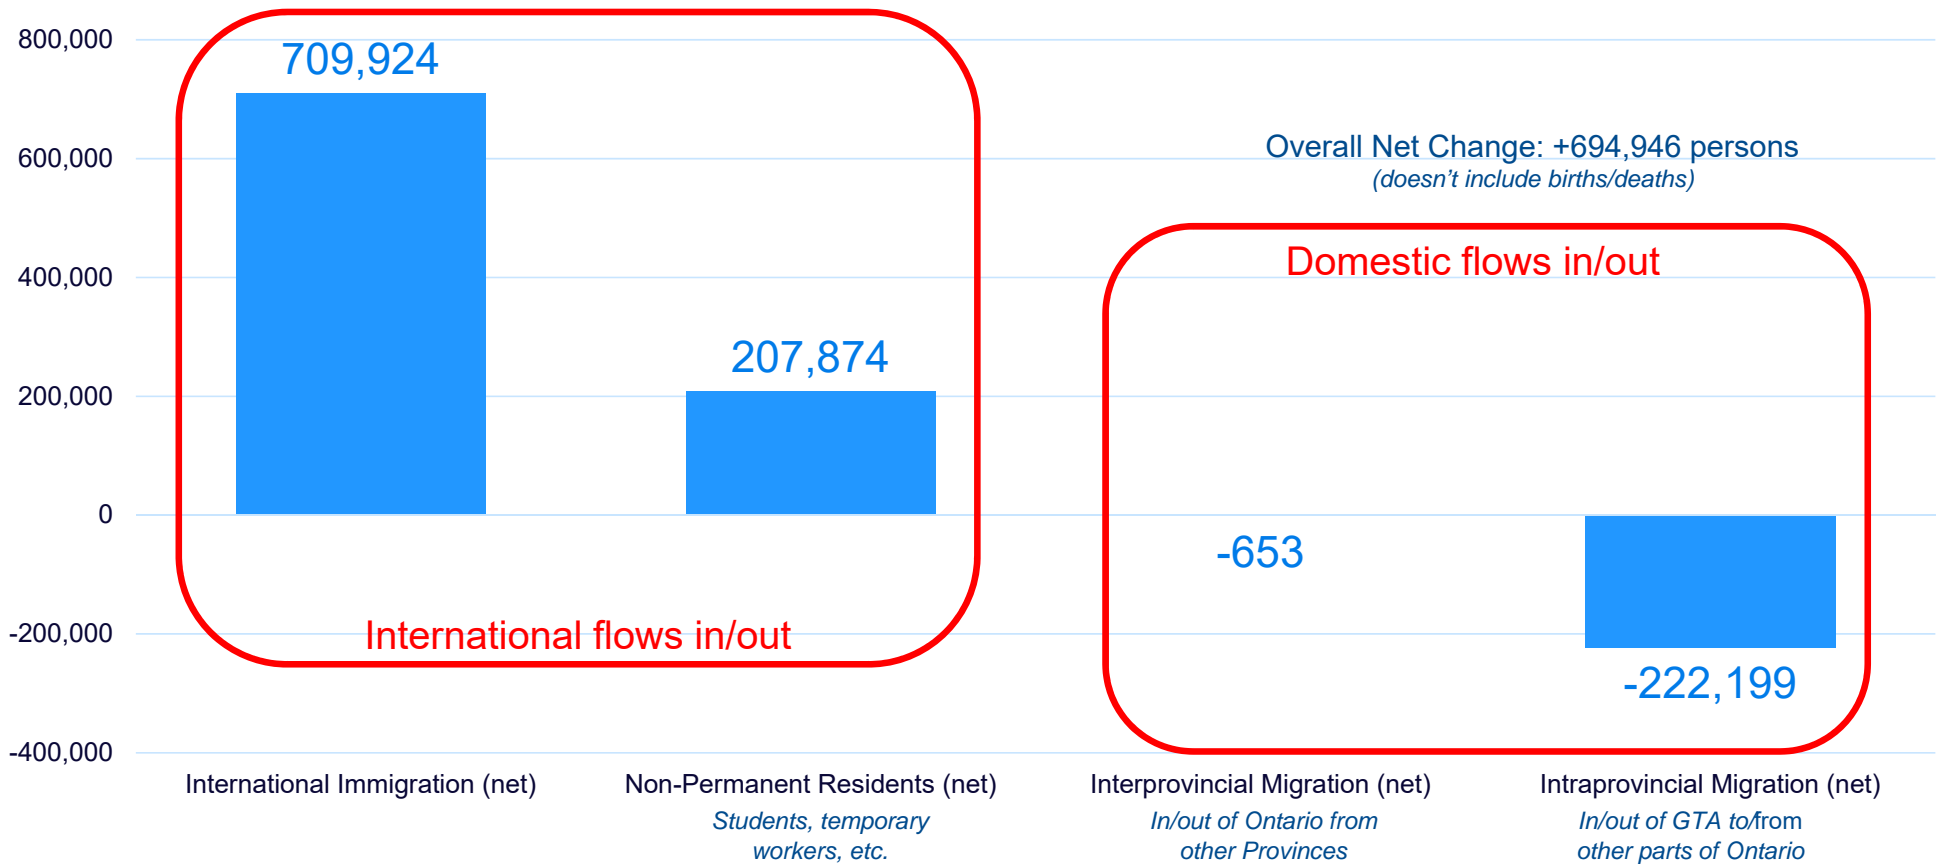 800,000
600,000
400,000
200,000
0
-200,000
-400,000
709,924
207,874
-653
-222,199
Overall Net Change: +694,946 persons
(doesn’t include births/deaths)
International flows in/out
Domestic flows in/out
International Immigration (net)
Non-Permanent Residents (net)
Students, temporary
workers, etc.
Interprovincial Migration (net)
In/out of Ontario from
other Provinces
Intraprovincial Migration (net)
In/out of GTA to/from
other parts of Ontario